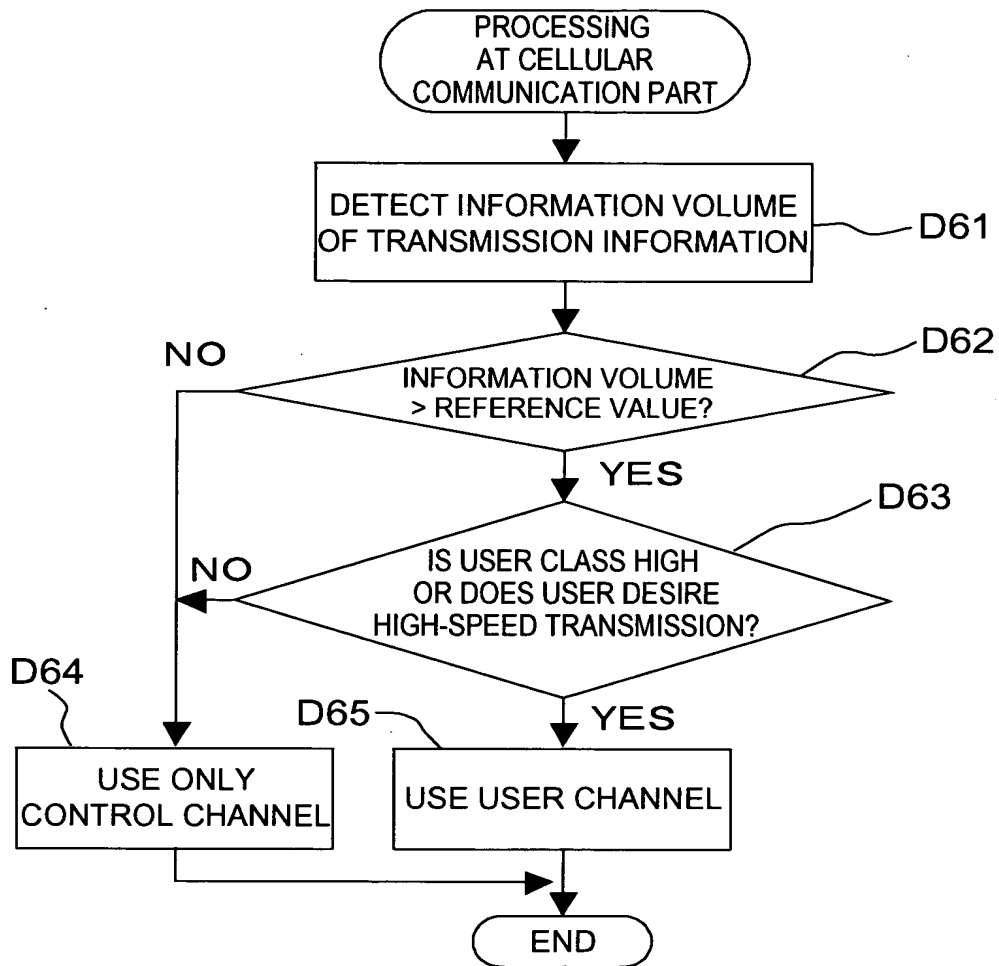 PROCESSING
AT CELLULAR
COMMUNICATION PART
DETECT INFORMATION VOLUME
OF TRANSMISSION INFORMATION
D61
NO
D62
INFORMATION VOLUME
> REFERENCE VALUE?
YES
D63
NO
IS USER CLASS HIGH
OR DOES USER DESIRE
HIGH-SPEED TRANSMISSION?
D64
D65
YES
USE ONLY
CONTROL CHANNEL
USE USER CHANNEL
END